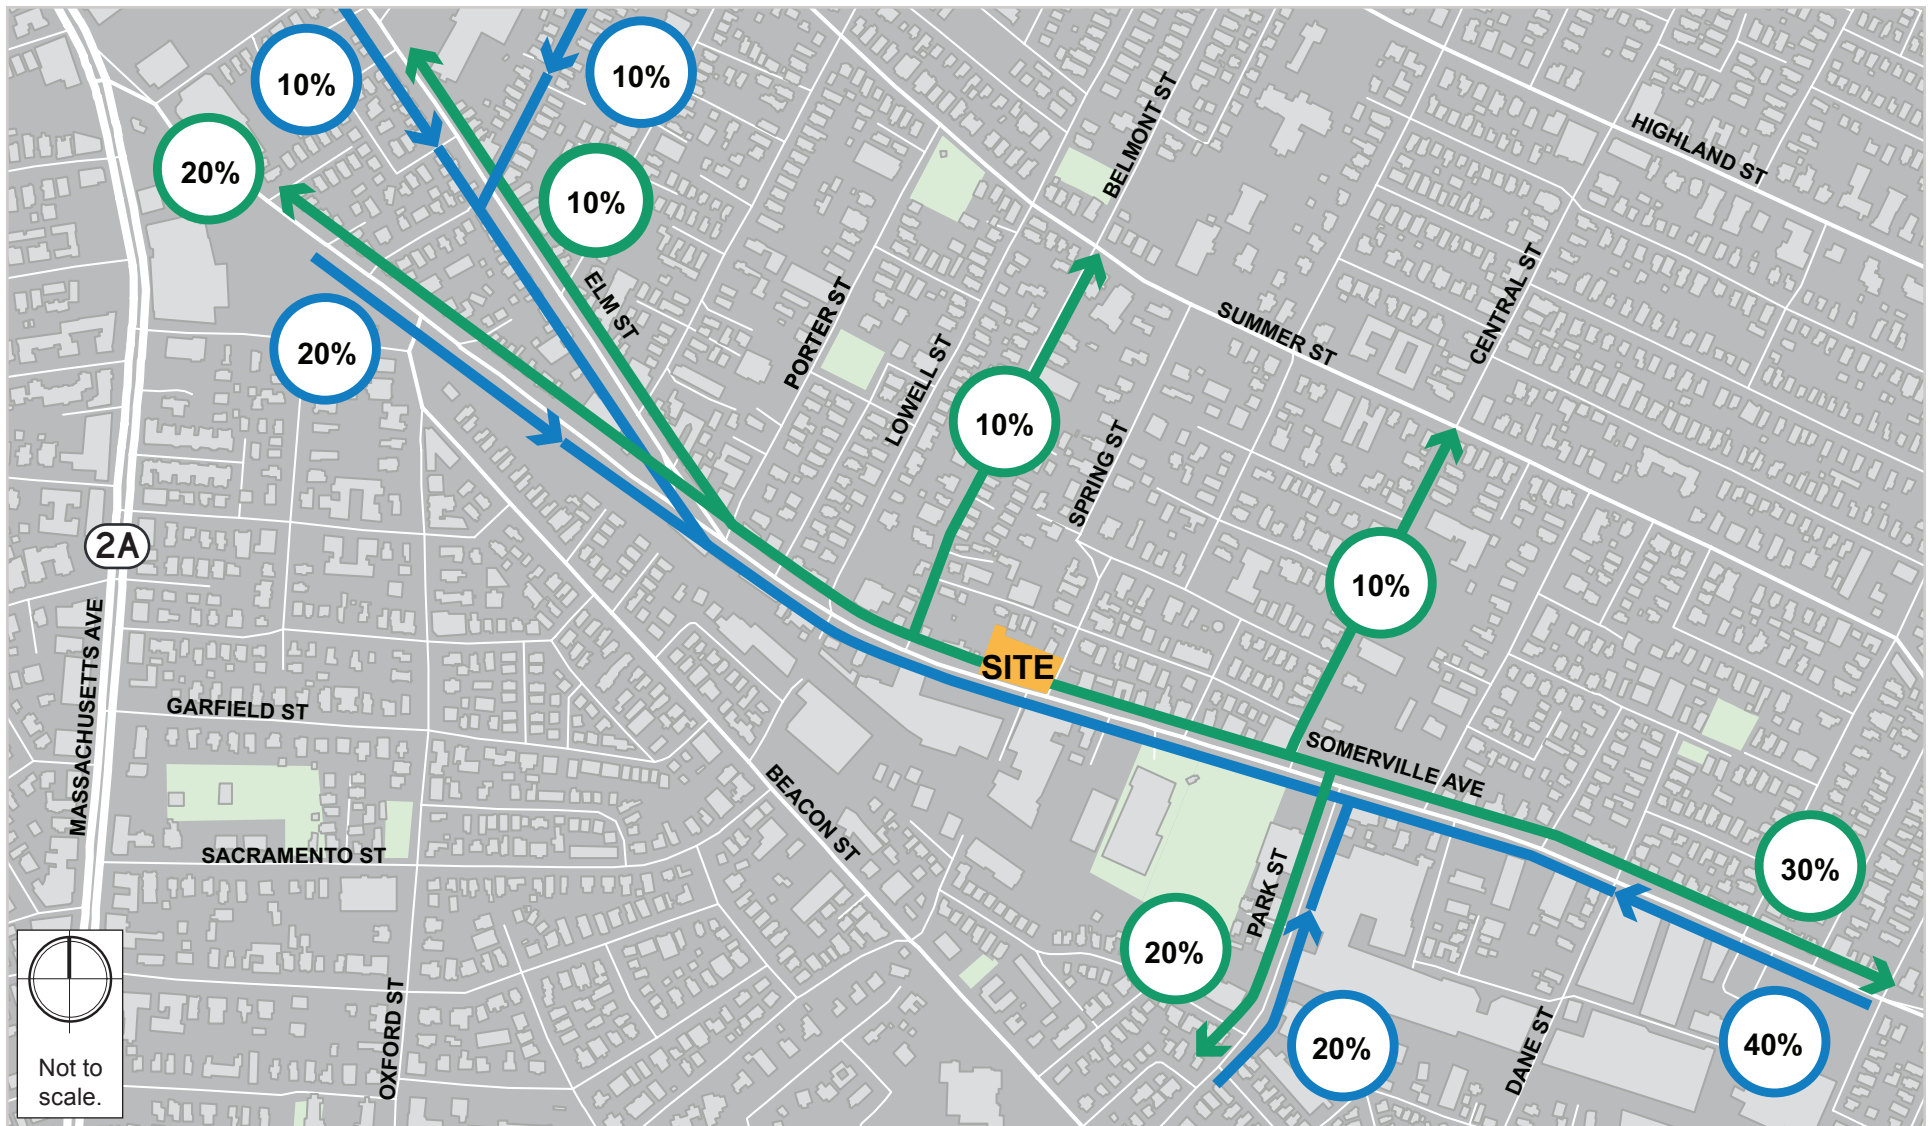 10%
10%
20%
10%
20%
10%
10%
30%
20%
20%
40%
HIGHLAND ST
BELMONT ST
CENTRAL ST
SUMMER ST
ELM ST
PORTER ST
LOWELL ST
SPRING ST
2A
MASSACHUSETTS AVE
SITE
GARFIELD ST
SOMERVILLE AVE
BEACON ST
SACRAMENTO ST
PARK ST
OXFORD ST
DANE ST
Not to
scale.